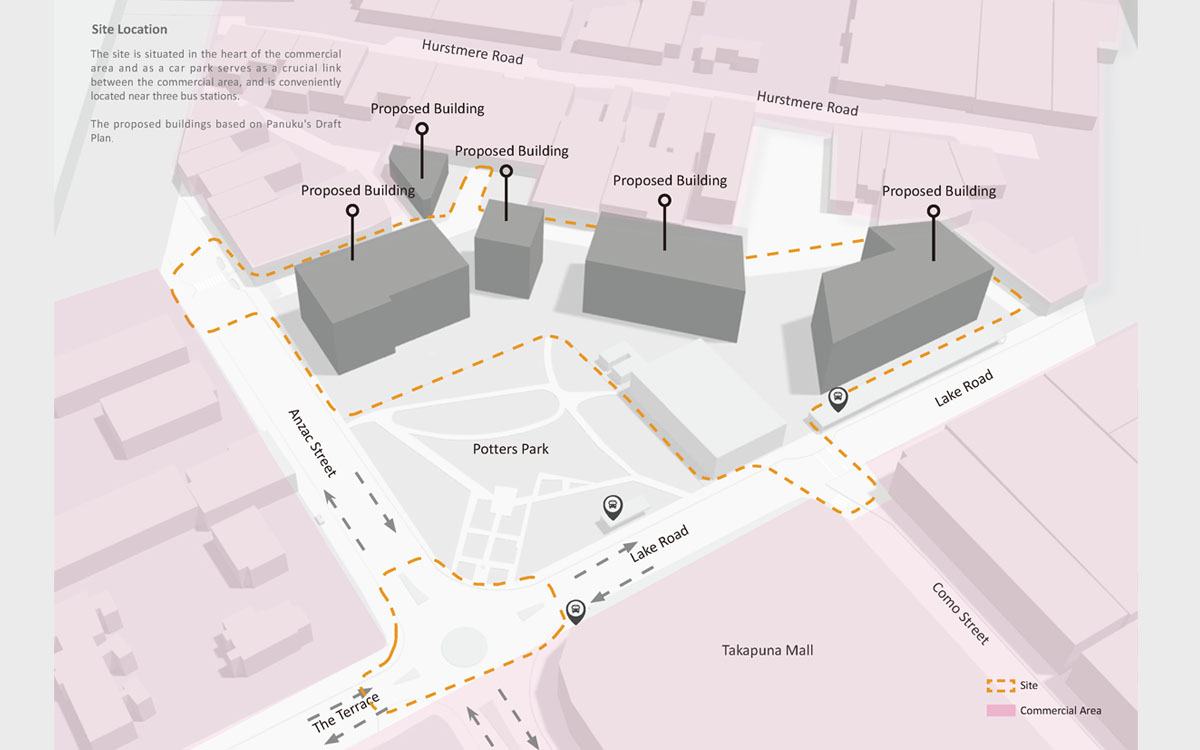 Site Location
The site is situated in the heart of the commercial
area and as a car park serves as a crucial link
between the commercial area, and is conveniently
located near three bus stations.
The proposed buildings based on Panuku's Draft
Plan.
Hurstmere Road
Hurstmere Road
Proposed Building
Proposed Building
Proposed Building
Proposed Building
Proposed Building
Anzac Street
Lake Road
Potters Park
Lake Road
Como Street
Takapuna Mall
The Terrace
Site
Commercial Area